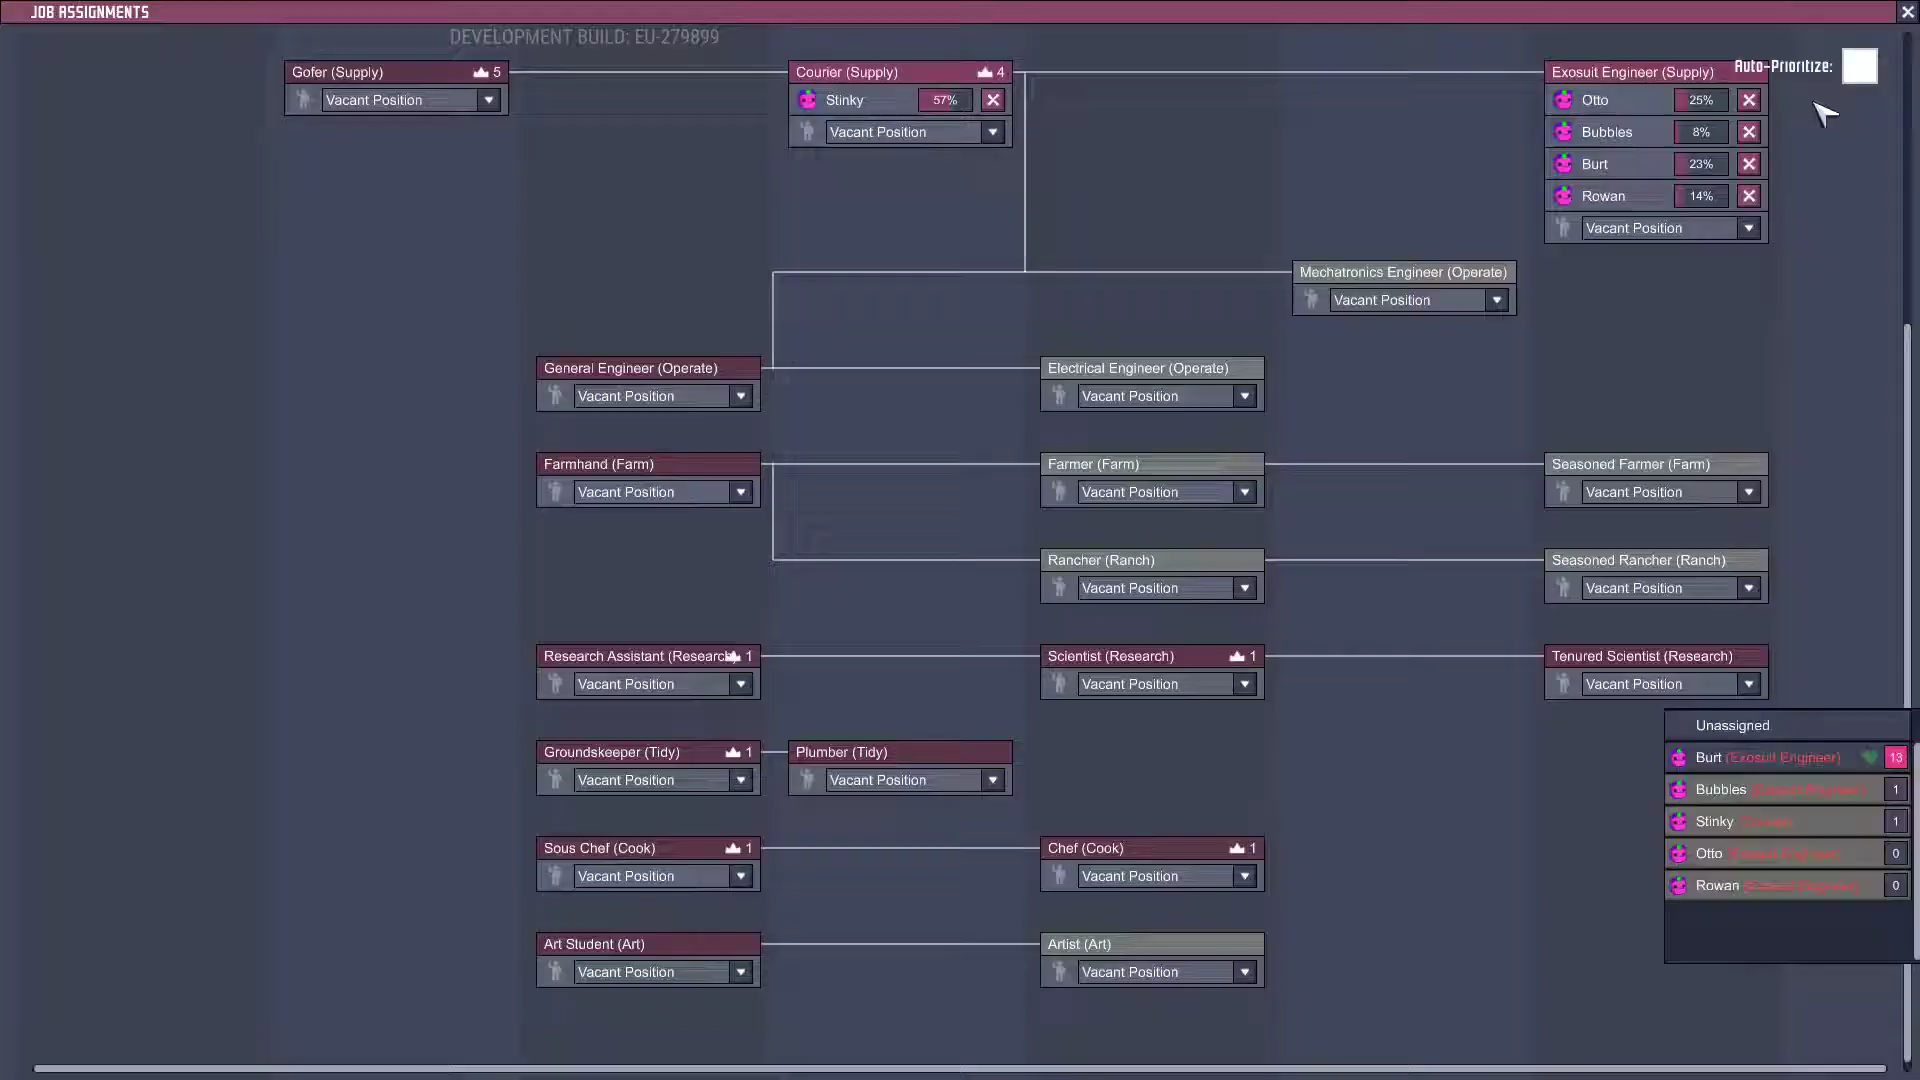 JOB ASSIGNMENTS
DEVELOPMENT BUILD: EU-279899
Auto-Prioritize:
Gofer (Supply) 5
Vacant Position
Courier (Supply) 4
Stinky 57%
Vacant Position
Exosuit Engineer (Supply)
Otto 25%
Bubbles 8%
Burt 23%
Rowan 14%
Vacant Position
Mechatronics Engineer (Operate)
Vacant Position
General Engineer (Operate)
Vacant Position
Electrical Engineer (Operate)
Vacant Position
Farmhand (Farm)
Vacant Position
Farmer (Farm)
Vacant Position
Seasoned Farmer (Farm)
Vacant Position
Rancher (Ranch)
Vacant Position
Seasoned Rancher (Ranch)
Vacant Position
Research Assistant (Research) 1
Vacant Position
Scientist (Research) 1
Vacant Position
Tenured Scientist (Research)
Vacant Position
Groundskeeper (Tidy) 1
Vacant Position
Plumber (Tidy)
Vacant Position
Sous Chef (Cook) 1
Vacant Position
Chef (Cook) 1
Vacant Position
Art Student (Art)
Vacant Position
Artist (Art)
Vacant Position
Unassigned
Burt (Exosuit Engineer) 13
Bubbles (Exosuit Engineer) 1
Stinky 1
Otto (Exosuit Engineer) 0
Rowan (Exosuit Engineer) 0